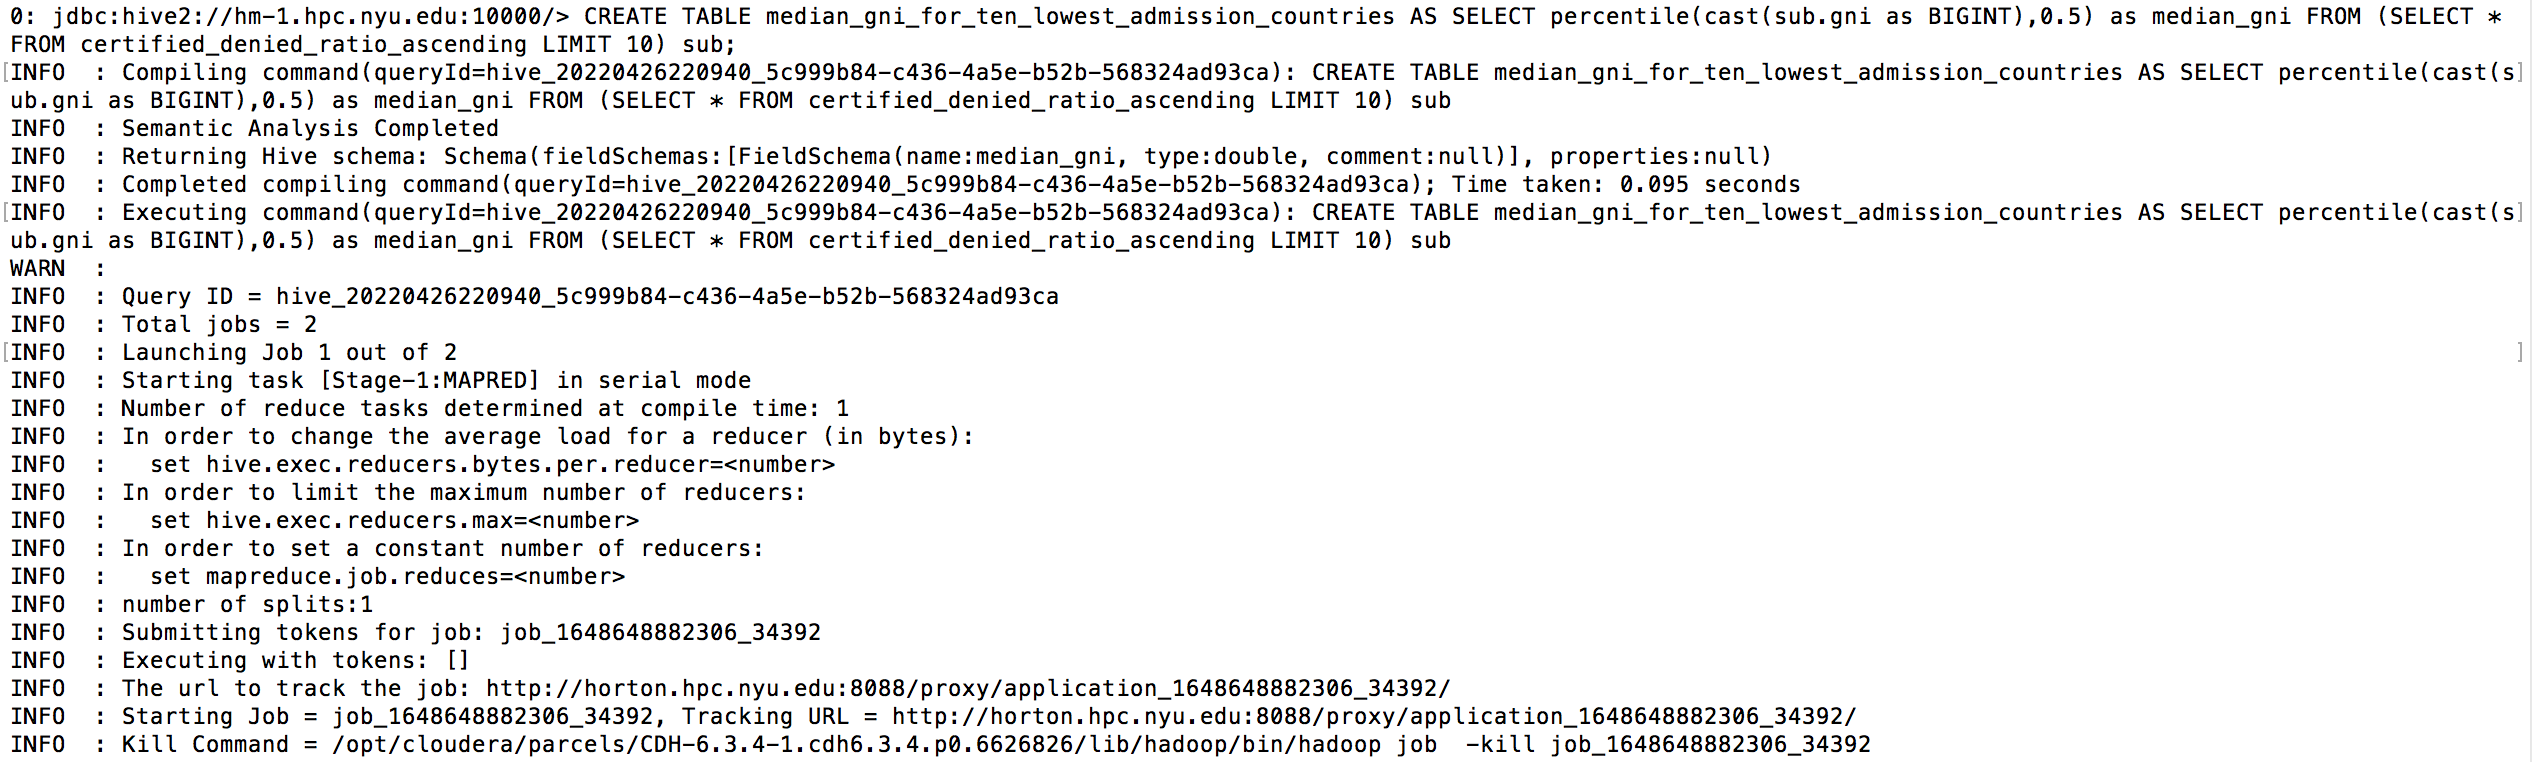 0: jdbc:hive2://hm-1.hpc.nyu.edu:10000/> CREATE TABLE median_gni_for_ten_lowest_admission_countries AS SELECT percentile(cast(sub.gni as BIGINT),0.5) as median_gni FROM (SELECT *
FROM certified_denied_ratio_ascending LIMIT 10) sub;
[INFO  : Compiling command(queryId=hive_20220426220940_5c999b84-c436-4a5e-b52b-568324ad93ca): CREATE TABLE median_gni_for_ten_lowest_admission_countries AS SELECT percentile(cast(s]
ub.gni as BIGINT),0.5) as median_gni FROM (SELECT * FROM certified_denied_ratio_ascending LIMIT 10) sub
INFO  : Semantic Analysis Completed
INFO  : Returning Hive schema: Schema(fieldSchemas:[FieldSchema(name:median_gni, type:double, comment:null)], properties:null)
INFO  : Completed compiling command(queryId=hive_20220426220940_5c999b84-c436-4a5e-b52b-568324ad93ca); Time taken: 0.095 seconds
[INFO  : Executing command(queryId=hive_20220426220940_5c999b84-c436-4a5e-b52b-568324ad93ca): CREATE TABLE median_gni_for_ten_lowest_admission_countries AS SELECT percentile(cast(s]
ub.gni as BIGINT),0.5) as median_gni FROM (SELECT * FROM certified_denied_ratio_ascending LIMIT 10) sub
WARN  :
INFO  : Query ID = hive_20220426220940_5c999b84-c436-4a5e-b52b-568324ad93ca
INFO  : Total jobs = 2
[INFO  : Launching Job 1 out of 2 ]
INFO  : Starting task [Stage-1:MAPRED] in serial mode
INFO  : Number of reduce tasks determined at compile time: 1
INFO  : In order to change the average load for a reducer (in bytes):
INFO  :   set hive.exec.reducers.bytes.per.reducer=<number>
INFO  : In order to limit the maximum number of reducers:
INFO  :   set hive.exec.reducers.max=<number>
INFO  : In order to set a constant number of reducers:
INFO  :   set mapreduce.job.reduces=<number>
INFO  : number of splits:1
INFO  : Submitting tokens for job: job_1648648882306_34392
INFO  : Executing with tokens: []
INFO  : The url to track the job: http://horton.hpc.nyu.edu:8088/proxy/application_1648648882306_34392/
INFO  : Starting Job = job_1648648882306_34392, Tracking URL = http://horton.hpc.nyu.edu:8088/proxy/application_1648648882306_34392/
INFO  : Kill Command = /opt/cloudera/parcels/CDH-6.3.4-1.cdh6.3.4.p0.6626826/lib/hadoop/bin/hadoop job  -kill job_1648648882306_34392